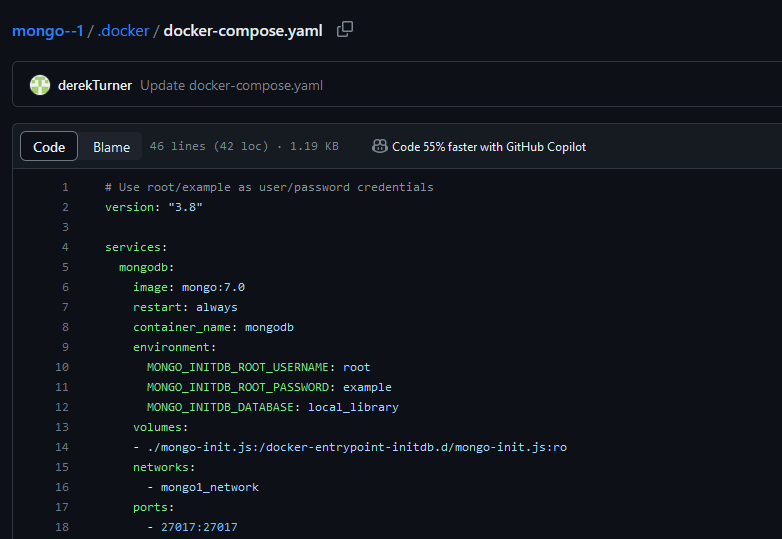 mongo--1 / .docker / docker-compose.yaml
derekTurner Update docker-compose.yaml
Code Blame 46 lines (42 loc) · 1.19 KB Code 55% faster with GitHub Copilot
1 # Use root/example as user/password credentials
2 version: "3.8"
3
4 services:
5   mongodb:
6     image: mongo:7.0
7     restart: always
8     container_name: mongodb
9     environment:
10       MONGO_INITDB_ROOT_USERNAME: root
11       MONGO_INITDB_ROOT_PASSWORD: example
12       MONGO_INITDB_DATABASE: local_library
13     volumes:
14     - ./mongo-init.js:/docker-entrypoint-initdb.d/mongo-init.js:ro
15     networks:
16       - mongo1_network
17     ports:
18       - 27017:27017